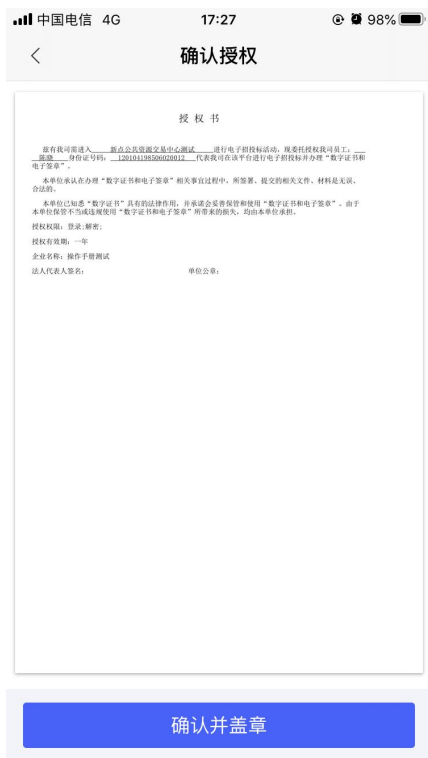 中国电信 4G 17:27 98%
确认授权
授 权 书
兹有我司需进入 新点公共资源交易中心测试 进行电子招投标活动，现委托授权我司员工：
陈晓 身份证号码： 120104198506020012 代表我司在该平台进行电子招投标并办理“数字证书和
电子签章”。
本单位承认在办理“数字证书和电子签章”相关事宜过程中，所签署、提交的相关文件、材料是无误、
合法的。
本单位已知悉“数字证书”具有的法律作用，并承诺会妥善保管和使用“数字证书和电子签章”。由于
本单位保管不当或违规使用“数字证书和电子签章”所带来的损失，均由本单位承担。
授权权限：登录;解密;
授权有效期：一年
企业名称：操作手册测试
法人代表人签名： 单位公章：
确认并盖章